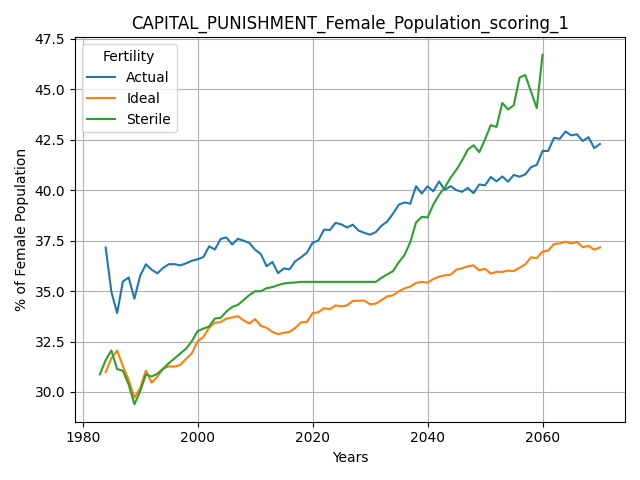 CAPITAL_PUNISHMENT_Female_Population_scoring_1
47.5
45.0
42.5
40.0
37.5
35.0
32.5
30.0
% of Female Population
Fertility
Actual
Ideal
Sterile
1980
2000
2020
2040
2060
Years